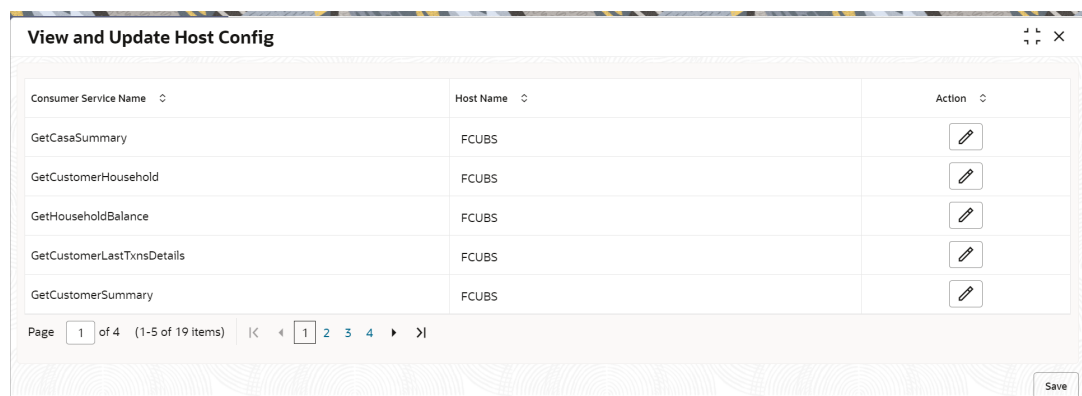 View and Update Host Config
Consumer Service Name Host Name Action
GetCasaSummary FCUBS
GetCustomerHousehold FCUBS
GetHouseholdBalance FCUBS
GetCustomerLastTxnsDetails FCUBS
GetCustomerSummary FCUBS
Page 1 of 4 (1-5 of 19 items) 1 2 3 4
Save